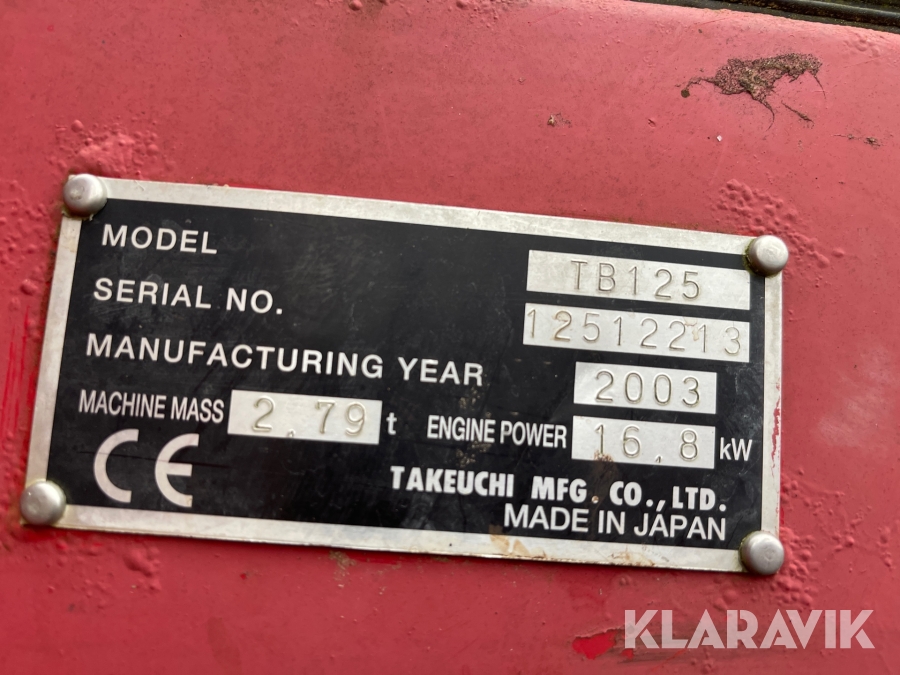 MODEL TB125
SERIAL NO. 12512213
MANUFACTURING YEAR 2003
MACHINE MASS 2.79 t ENGINE POWER 16.8 kW
CE
TAKEUCHI MFG. CO., LTD.
MADE IN JAPAN
KLARAVIK